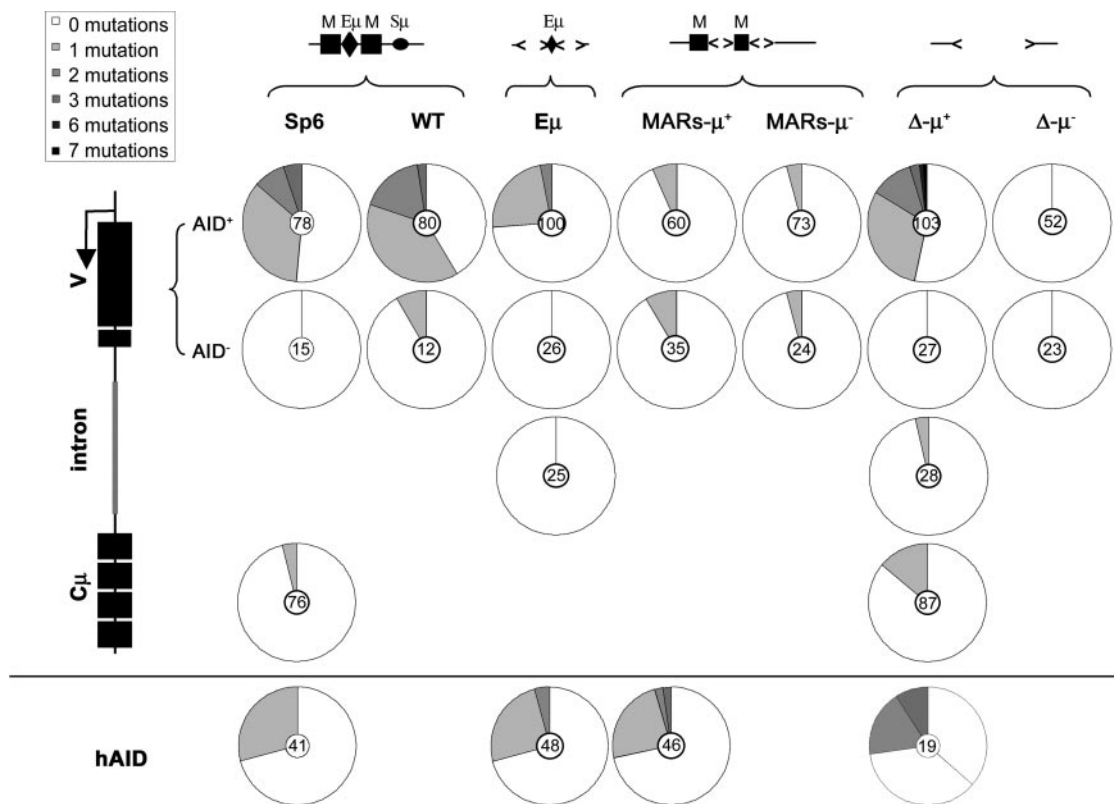 0 mutations
1 mutation
2 mutations
3 mutations
6 mutations
7 mutations
M Eμ M Sμ
Eμ
M M
Sp6 WT Eμ MARs-μ⁺ MARs-μ⁻ Δ-μ⁺ Δ-μ⁻
V
AID⁺ 78 80 100 60 73 103 52
AID⁻ 15 12 26 35 24 27 23
intron
25 28
Cμ
76 87
hAID 41 48 46 19